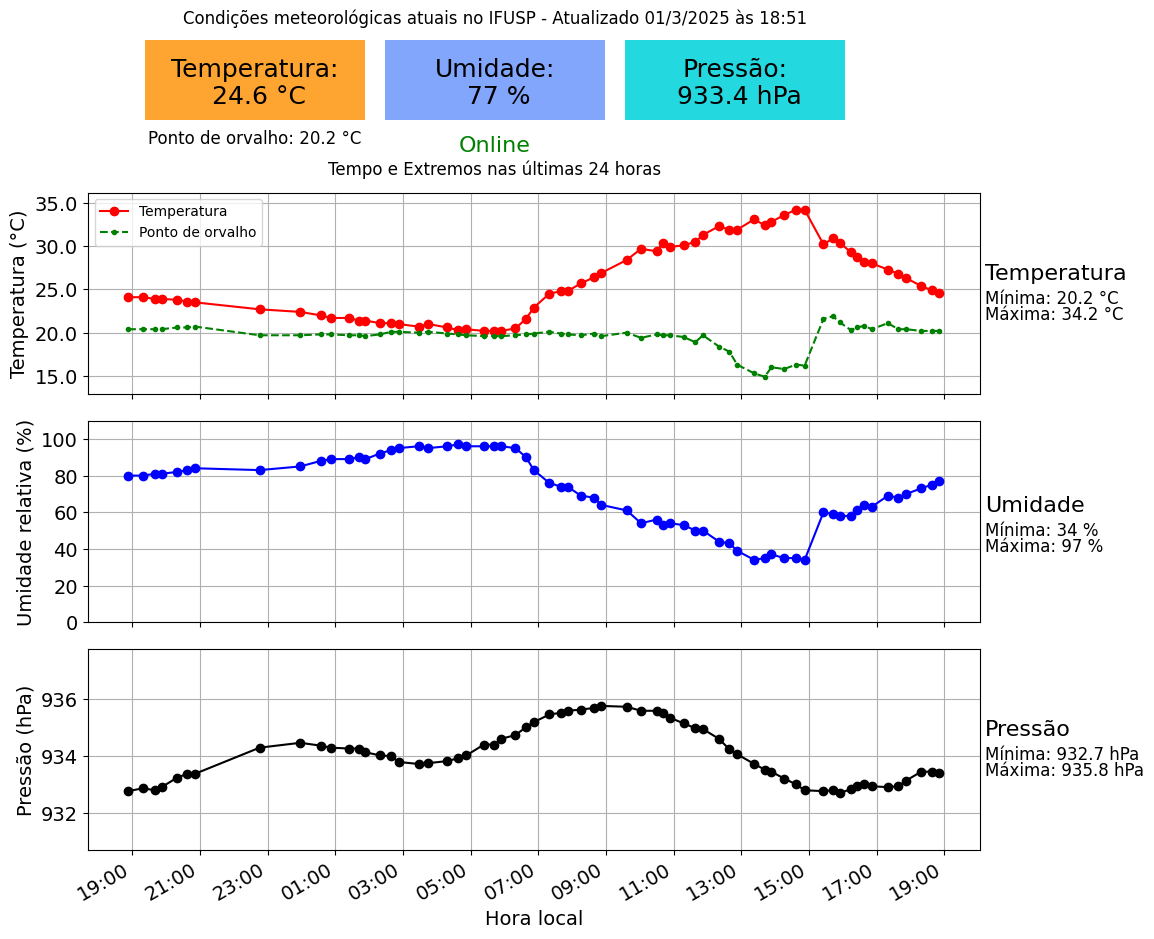 Condições meteorológicas atuais no IFUSP - Atualizado 01/3/2025 às 18:51
Temperatura:
24.6 °C
Umidade:
77 %
Pressão:
933.4 hPa
Ponto de orvalho: 20.2 °C
Online
Tempo e Extremos nas últimas 24 horas
Temperatura (°C)
35.0
30.0
25.0
20.0
15.0
Temperatura
Ponto de orvalho
Temperatura
Mínima: 20.2 °C
Máxima: 34.2 °C
Umidade relativa (%)
100
80
60
40
20
0
Umidade
Mínima: 34 %
Máxima: 97 %
Pressão (hPa)
936
934
932
Pressão
Mínima: 932.7 hPa
Máxima: 935.8 hPa
19:00 21:00 23:00 01:00 03:00 05:00 07:00 09:00 11:00 13:00 15:00 17:00 19:00
Hora local